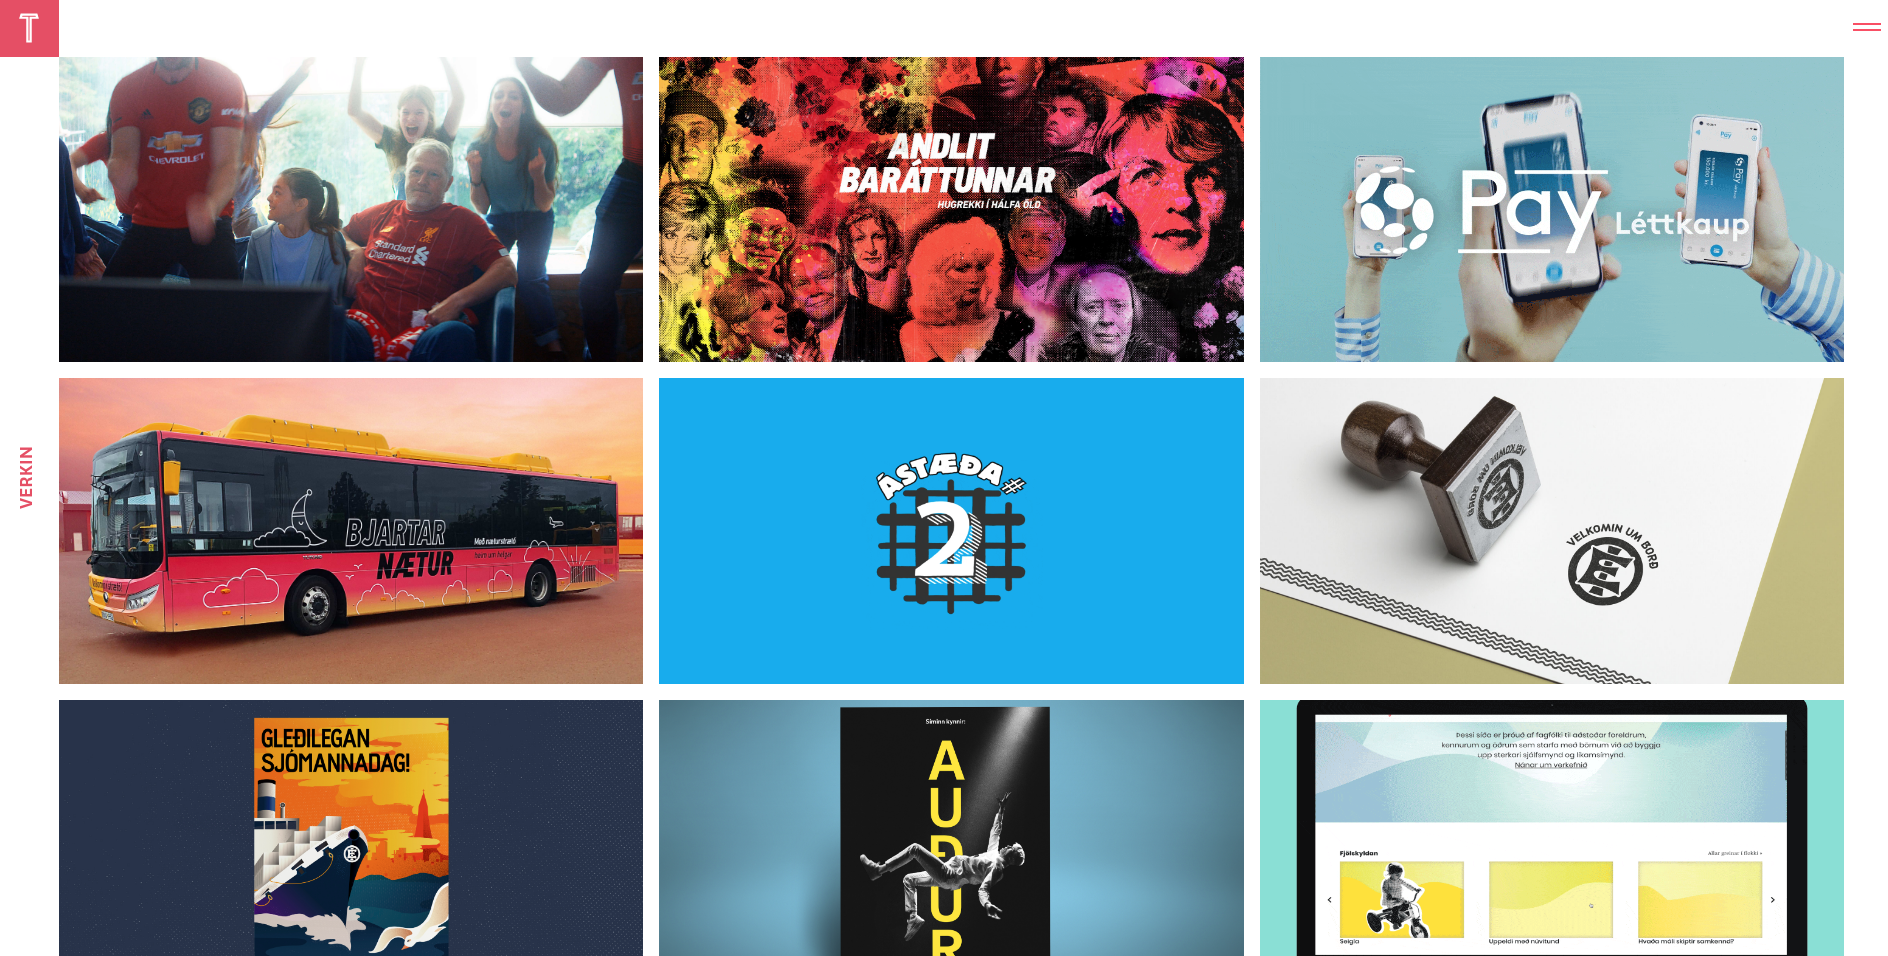 T
CHEVROLET
Standard
Chartered
ANDLIT
BARÁTTUNNAR
HUGREKKI Í HÁLFA ÖLD
Pay Léttkaup
VERKIN
BJARTAR
NÆTUR
Með næturstrætó
heim um helgar
ÁSTÆÐA#
2
VELKOMIN UM BORÐ
E
VELKOMIN UM BORÐ
E
GLEÐILEGAN
SJÓMANNADAG!
E
Síminn kynnir:
AUÐUR
Þessi síða er þróuð af fagfólki til aðstoðar foreldrum,
kennurum og öðrum sem starfa með börnum við að byggja
upp sterkari sjálfsmynd og líkamsímynd.
Nánar um verkefnið
Fjölskyldan
Allar greinar í flokki »
Seigla
Uppeldi með núvitund
Hvaða máli skiptir samkennd?